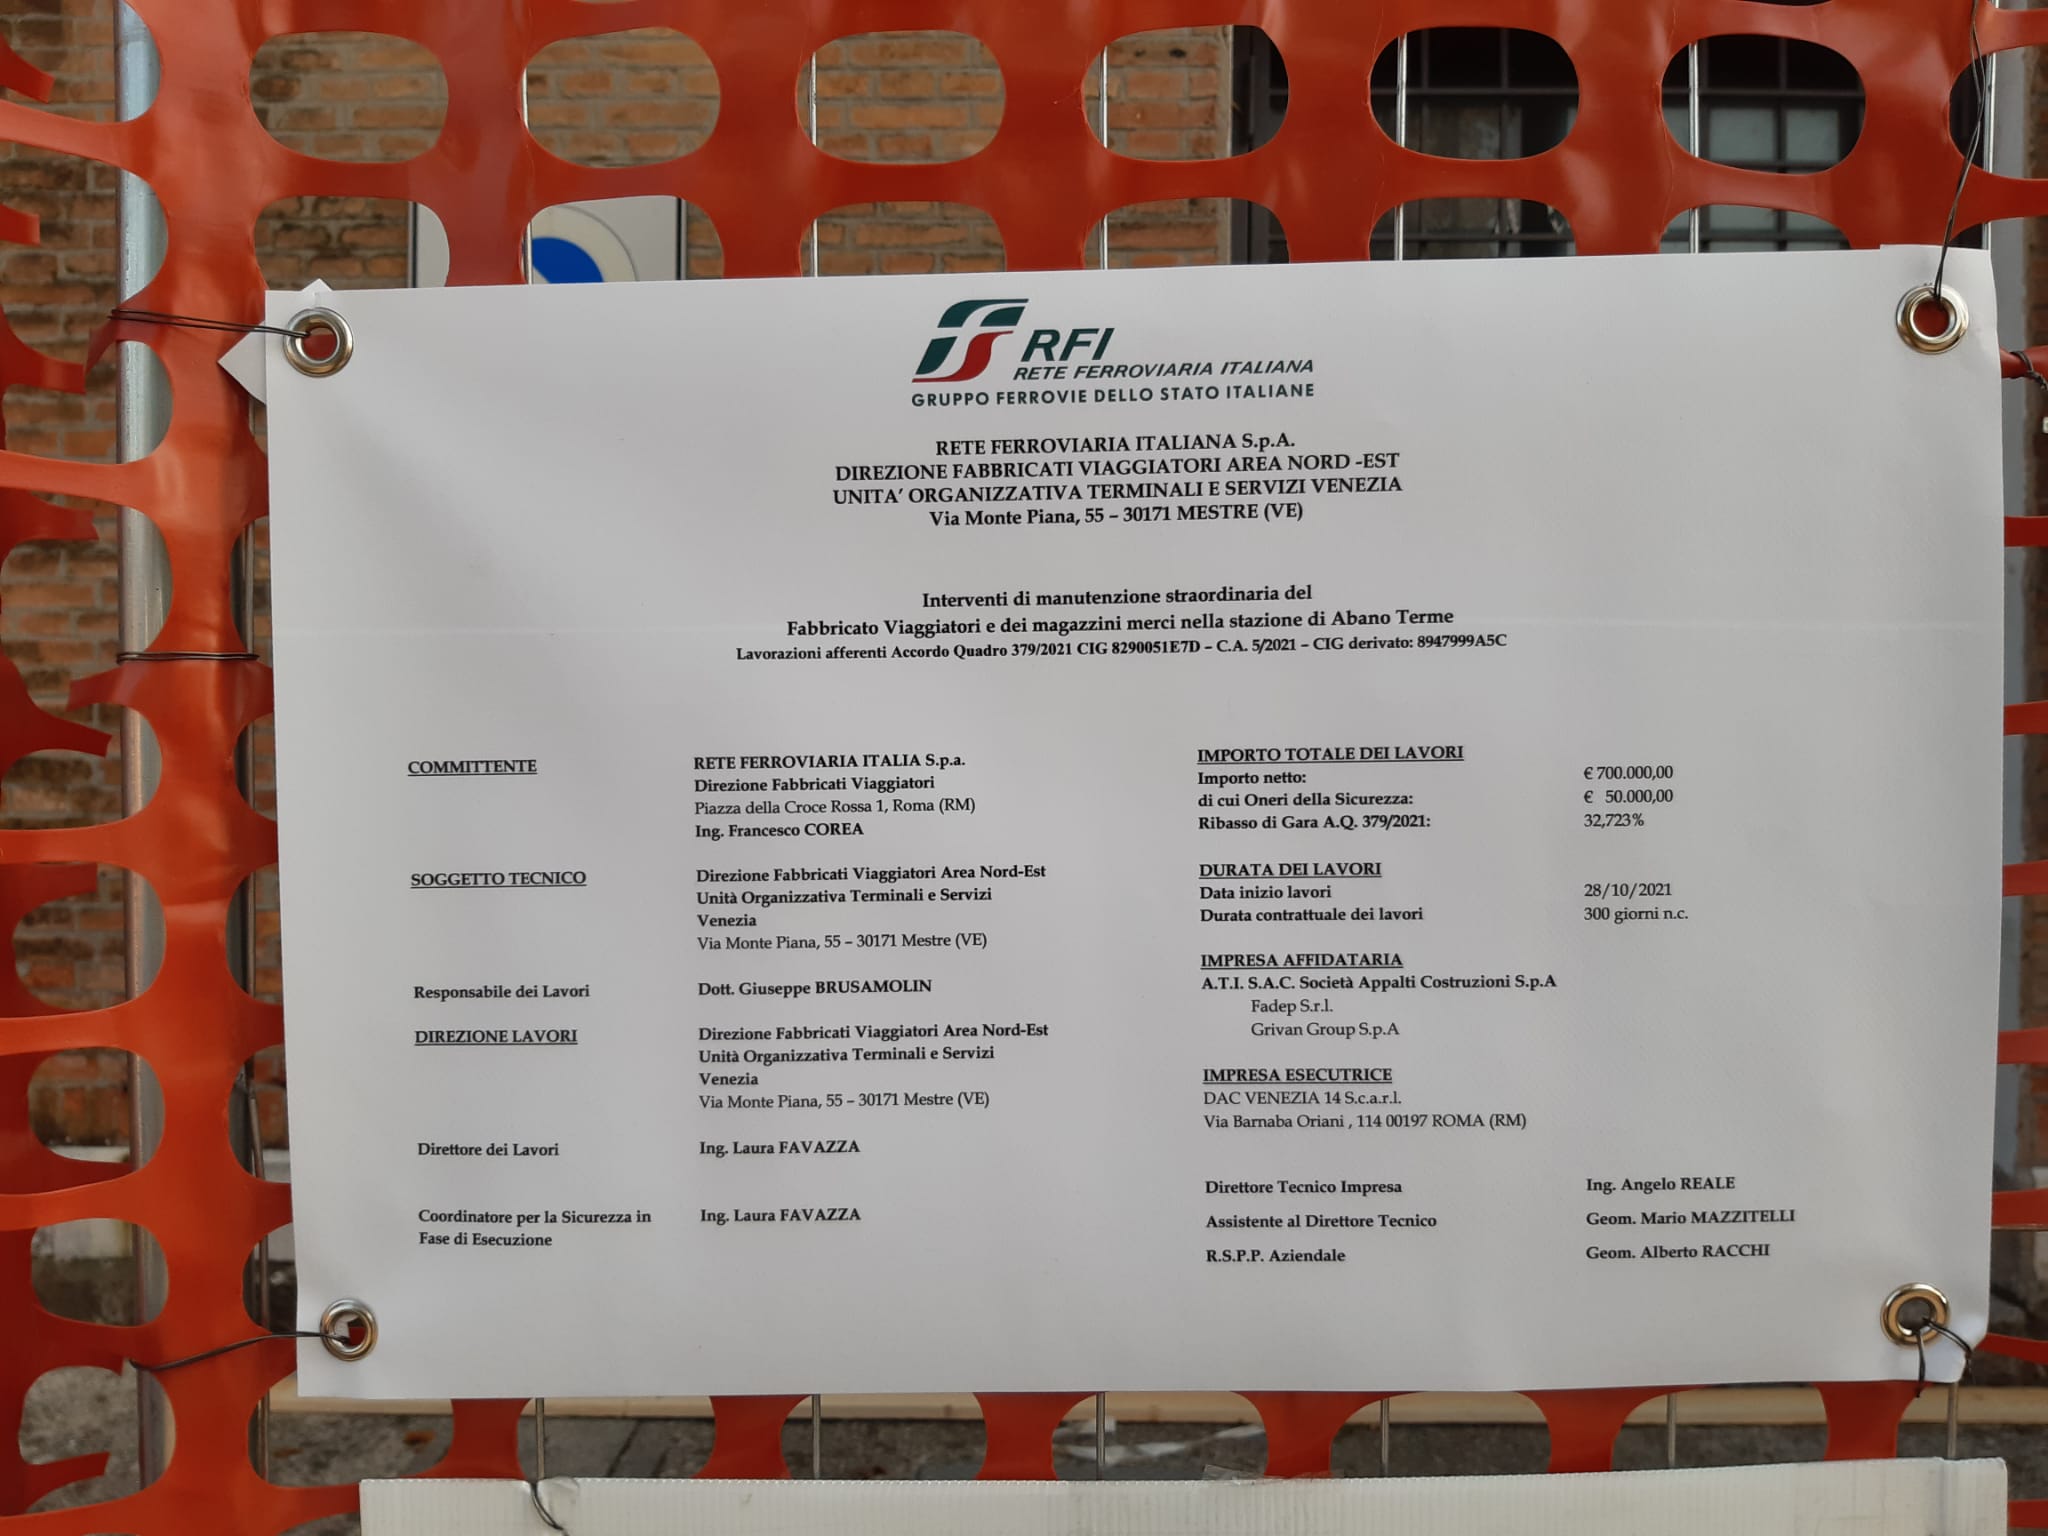 RFI
RETE FERROVIARIA ITALIANA
GRUPPO FERROVIE DELLO STATO ITALIANE
RETE FERROVIARIA ITALIANA S.p.A.
DIREZIONE FABBRICATI VIAGGIATORI AREA NORD -EST
UNITA' ORGANIZZATIVA TERMINALI E SERVIZI VENEZIA
Via Monte Piana, 55 – 30171 MESTRE (VE)
Interventi di manutenzione straordinaria del
Fabbricato Viaggiatori e dei magazzini merci nella stazione di Abano Terme
Lavorazioni afferenti Accordo Quadro 379/2021 CIG 8290051E7D – C.A. 5/2021 – CIG derivato: 8947999A5C
COMMITTENTE
RETE FERROVIARIA ITALIA S.p.a.
Direzione Fabbricati Viaggiatori
Piazza della Croce Rossa 1, Roma (RM)
Ing. Francesco COREA
SOGGETTO TECNICO
Direzione Fabbricati Viaggiatori Area Nord-Est
Unità Organizzativa Terminali e Servizi
Venezia
Via Monte Piana, 55 – 30171 Mestre (VE)
Responsabile dei Lavori
Dott. Giuseppe BRUSAMOLIN
DIREZIONE LAVORI
Direzione Fabbricati Viaggiatori Area Nord-Est
Unità Organizzativa Terminali e Servizi
Venezia
Via Monte Piana, 55 – 30171 Mestre (VE)
Direttore dei Lavori
Ing. Laura FAVAZZA
Coordinatore per la Sicurezza in
Fase di Esecuzione
Ing. Laura FAVAZZA
IMPORTO TOTALE DEI LAVORI
Importo netto: € 700.000,00
di cui Oneri della Sicurezza: € 50.000,00
Ribasso di Gara A.Q. 379/2021: 32,723%
DURATA DEI LAVORI
Data inizio lavori 28/10/2021
Durata contrattuale dei lavori 300 giorni n.c.
IMPRESA AFFIDATARIA
A.T.I. S.A.C. Società Appalti Costruzioni S.p.A
Fadep S.r.l.
Grivan Group S.p.A
IMPRESA ESECUTRICE
DAC VENEZIA 14 S.c.a.r.l.
Via Barnaba Oriani , 114 00197 ROMA (RM)
Direttore Tecnico Impresa Ing. Angelo REALE
Assistente al Direttore Tecnico Geom. Mario MAZZITELLI
R.S.P.P. Aziendale Geom. Alberto RACCHI